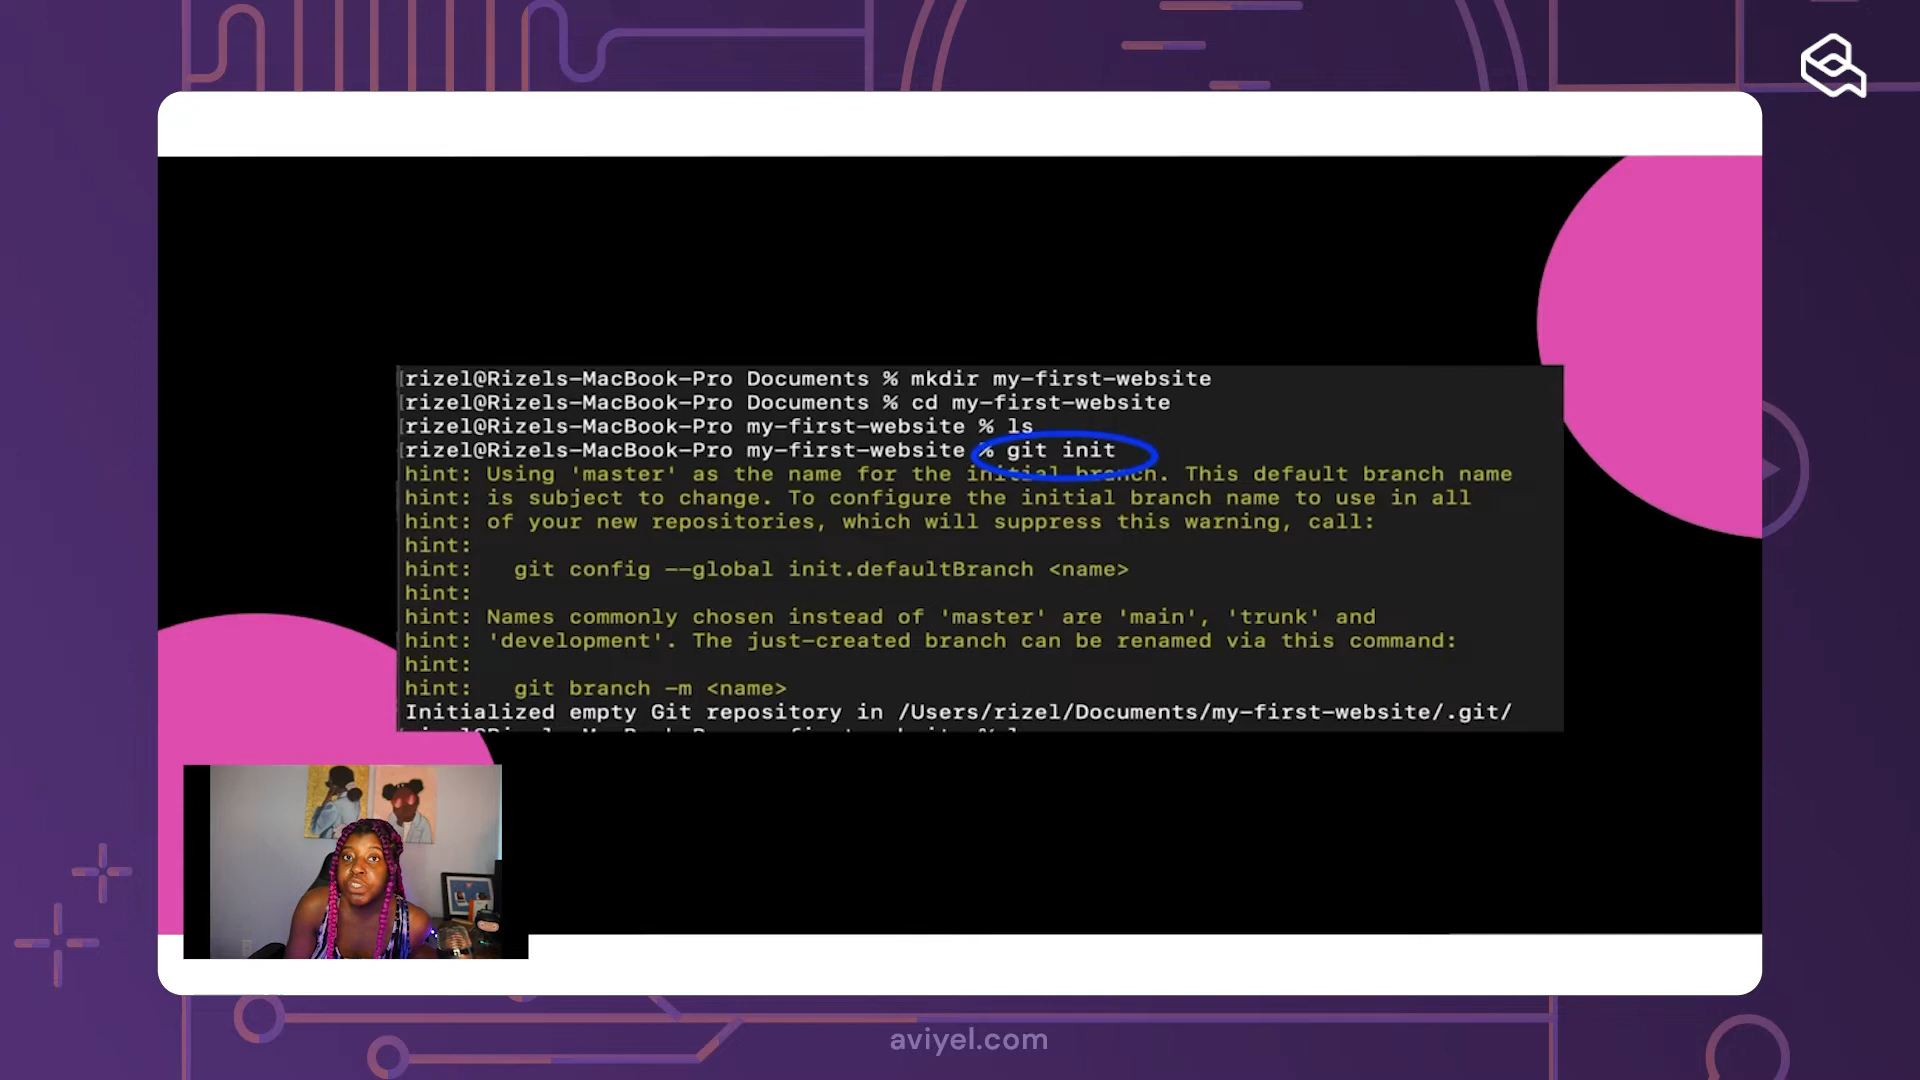 [rizel@Rizels-MacBook-Pro Documents % mkdir my-first-website
[rizel@Rizels-MacBook-Pro Documents % cd my-first-website
[rizel@Rizels-MacBook-Pro my-first-website % ls
[rizel@Rizels-MacBook-Pro my-first-website % git init
hint: Using 'master' as the name for the initial branch. This default branch name
hint: is subject to change. To configure the initial branch name to use in all
hint: of your new repositories, which will suppress this warning, call:
hint:
hint:   git config --global init.defaultBranch <name>
hint:
hint: Names commonly chosen instead of 'master' are 'main', 'trunk' and
hint: 'development'. The just-created branch can be renamed via this command:
hint:
hint:   git branch -m <name>
Initialized empty Git repository in /Users/rizel/Documents/my-first-website/.git/
aviyel.com